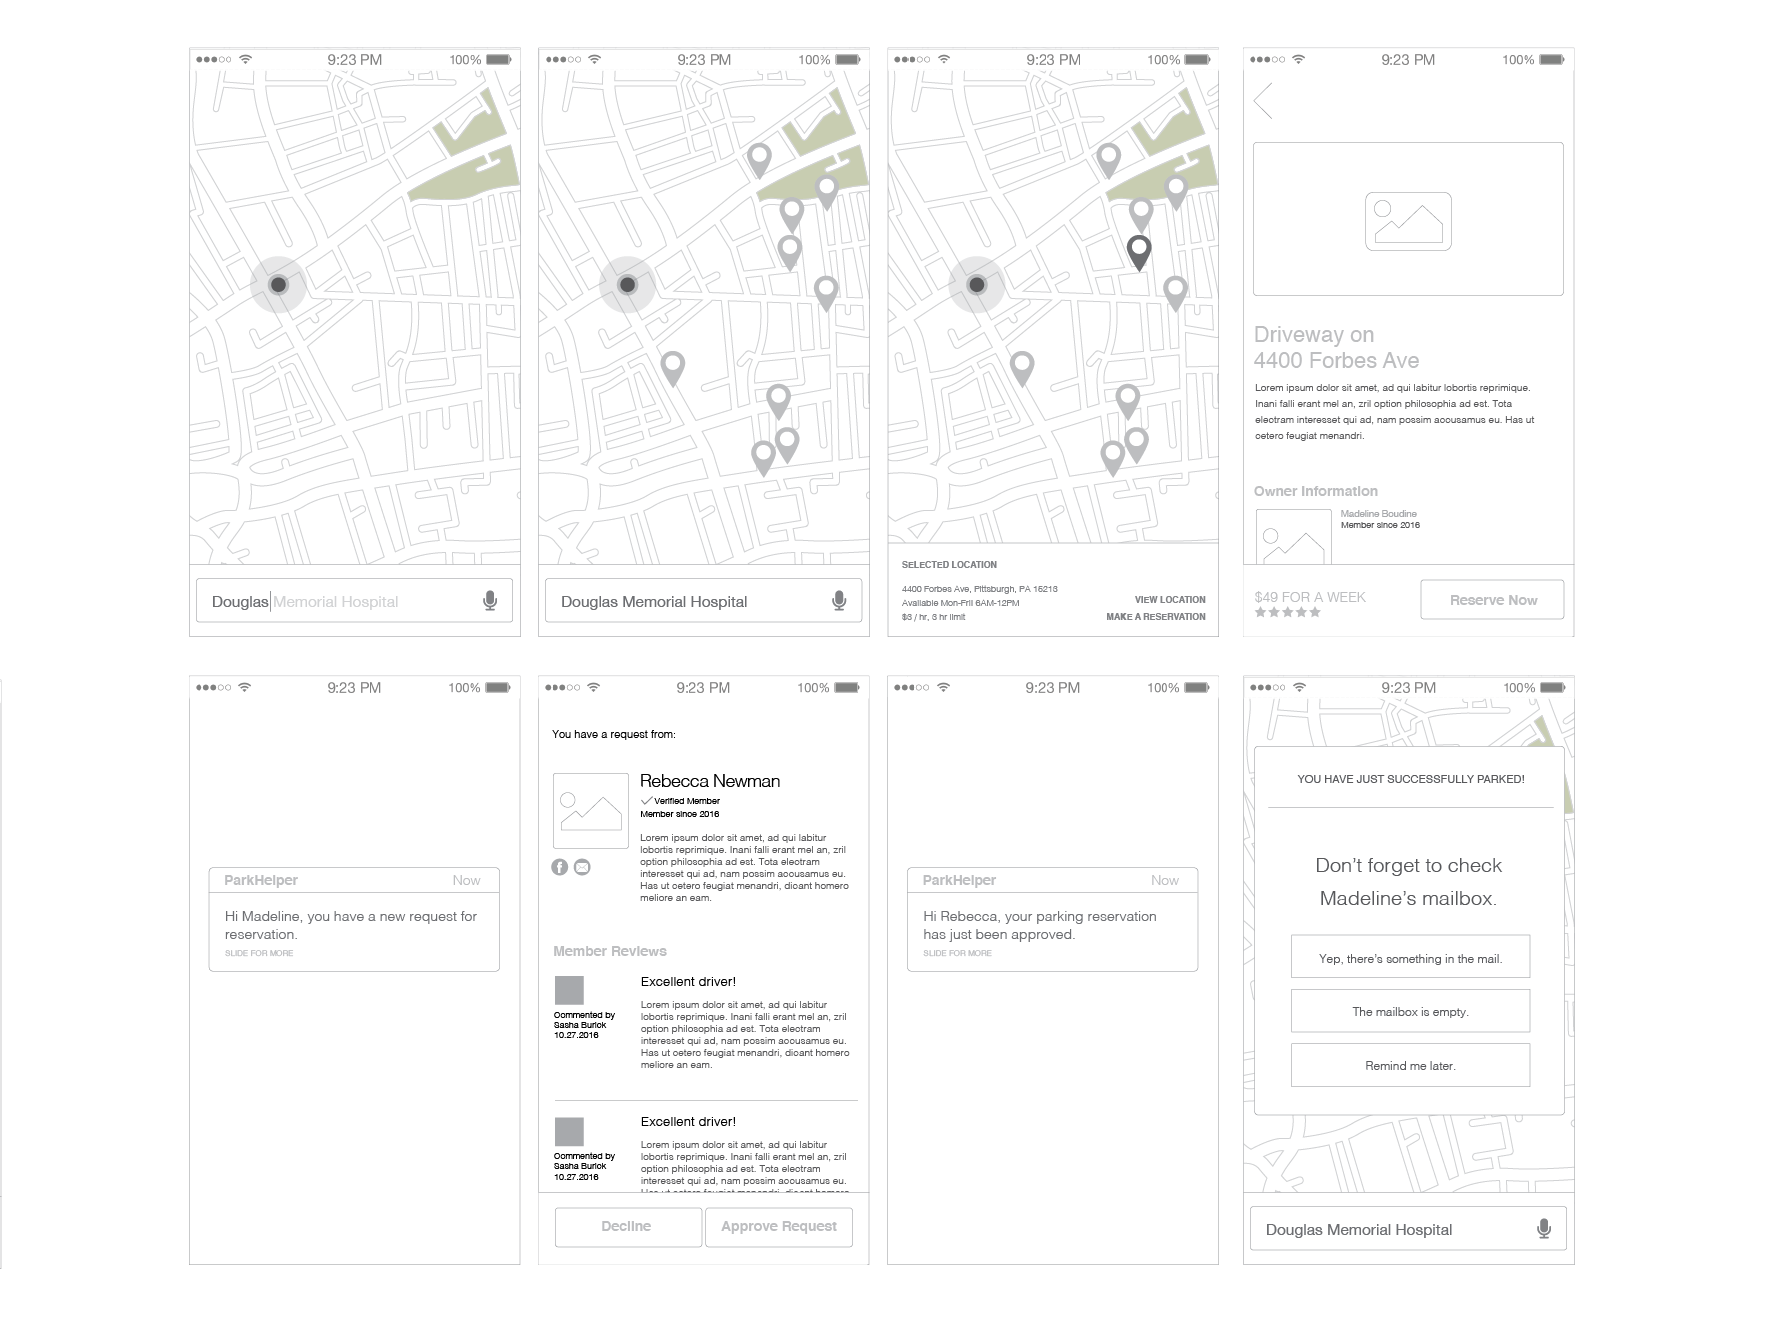 9:23 PM 100%
Douglas Memorial Hospital
9:23 PM 100%
Douglas Memorial Hospital
9:23 PM 100%
SELECTED LOCATION
4400 Forbes Ave, Pittsburgh, PA 15213
Available Mon-Fril 6AM-12PM
$3 / hr, 3 hr limit
VIEW LOCATION
MAKE A RESERVATION
9:23 PM 100%
Driveway on
4400 Forbes Ave
Lorem ipsum dolor sit amet, ad qui labitur lobortis reprimique.
Inani falli erant mel an, zril option philosophia ad est. Tota
electram interesset qui ad, nam possim accusamus eu. Has ut
cetero feugiat menandri.
Owner Information
Madeline Boudine
Member since 2016
$49 FOR A WEEK
Reserve Now
9:23 PM 100%
ParkHelper Now
Hi Madeline, you have a new request for
reservation.
SLIDE FOR MORE
9:23 PM 100%
You have a request from:
Rebecca Newman
Verified Member
Member since 2016
Lorem ipsum dolor sit amet, ad qui labitur
lobortis reprimique. Inani falli erant mel an, zril
option philosophia ad est. Tota electram
interesset qui ad, nam possim accusamus eu.
Has ut cetero feugiat menandri, dicant homero
meliore an eam.
Member Reviews
Commented by
Sasha Burlok
10.27.2016
Excellent driver!
Lorem ipsum dolor sit amet, ad qui labitur
lobortis reprimique. Inani falli erant mel an, zril
option philosophia ad est. Tota electram
interesset qui ad, nam possim accusamus eu.
Has ut cetero feugiat menandri, dicant homero
meliore an eam.
Commented by
Sasha Burlok
10.27.2016
Excellent driver!
Lorem ipsum dolor sit amet, ad qui labitur
lobortis reprimique. Inani falli erant mel an, zril
option philosophia ad est. Tota electram
interesset qui ad, nam possim accusamus eu.
Has ut cetero feugiat menandri, dicant homero
Decline
Approve Request
9:23 PM 100%
ParkHelper Now
Hi Rebecca, your parking reservation
has just been approved.
SLIDE FOR MORE
9:23 PM 100%
YOU HAVE JUST SUCCESSFULLY PARKED!
Don't forget to check
Madeline's mailbox.
Yep, there's something in the mail.
The mailbox is empty.
Remind me later.
Douglas Memorial Hospital